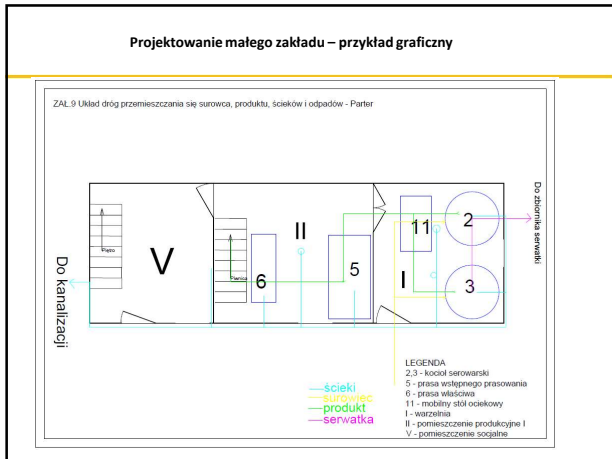 Projektowanie małego zakładu – przykład graficzny
ZAŁ.9 Układ dróg przemieszczania się surowca, produktu, ścieków i odpadów - Parter
Piętro
V
Do kanalizacji
Piwnica
II
6
5
11
I
2
3
Do zbiornika serwatki
ścieki
surowiec
produkt
serwatka
LEGENDA
2,3 - kocioł serowarski
5 - prasa wstępnego prasowania
6 - prasa właściwa
11 - mobilny stół ociekowy
I - warzelnia
II - pomieszczenie produkcyjne I
V - pomieszczenie socjalne